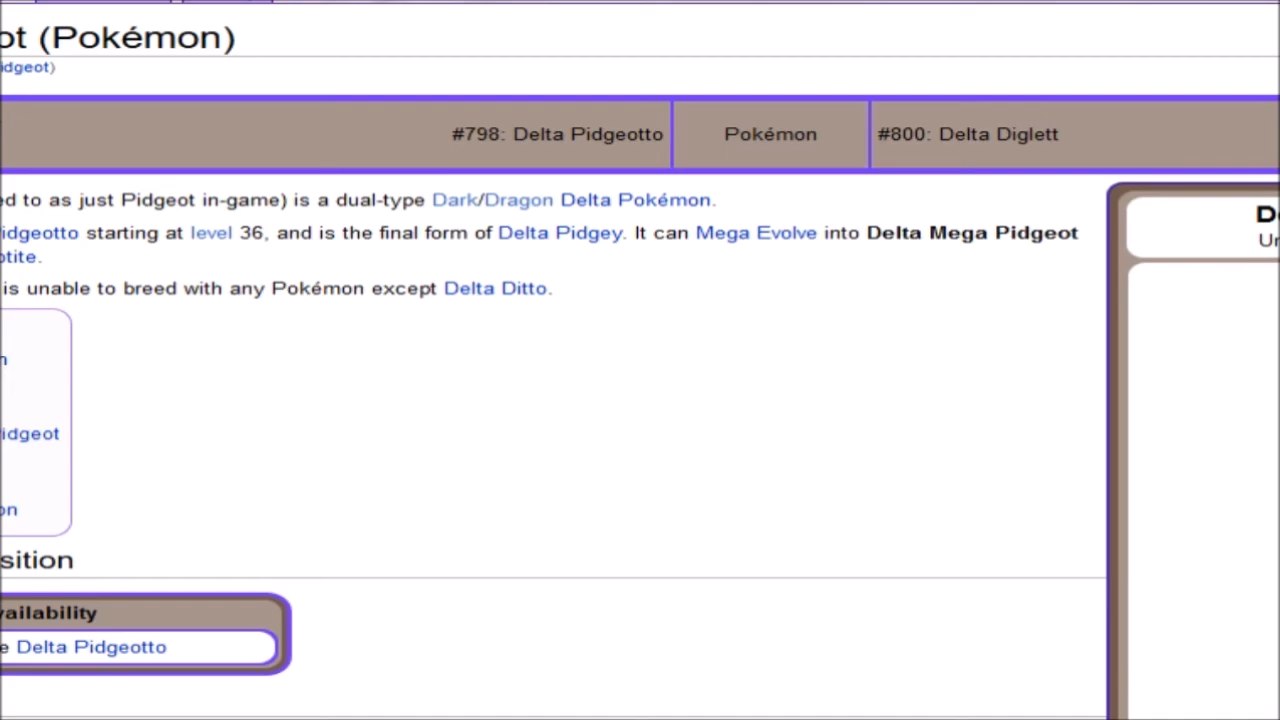 ot (Pokémon)
idgeot)
#798: Delta Pidgeotto Pokémon #800: Delta Diglett
ed to as just Pidgeot in-game) is a dual-type Dark/Dragon Delta Pokémon.
idgeotto starting at level 36, and is the final form of Delta Pidgey. It can Mega Evolve into Delta Mega Pidgeot
otite.
is unable to breed with any Pokémon except Delta Ditto.
idgeot
on
sition
vailability
e Delta Pidgeotto